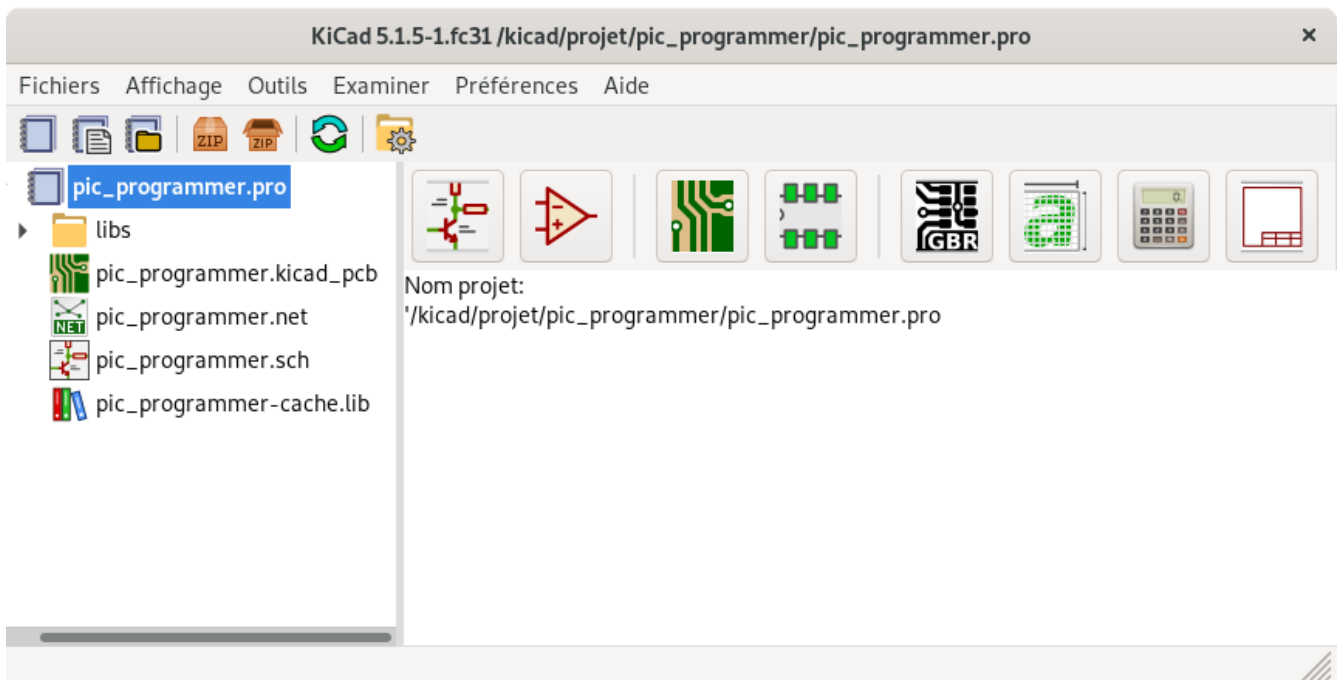 KiCad 5.1.5-1.fc31 /kicad/projet/pic_programmer/pic_programmer.pro
Fichiers Affichage Outils Examiner Préférences Aide
ZIP ZIP
pic_programmer.pro
libs
pic_programmer.kicad_pcb
NET pic_programmer.net
pic_programmer.sch
pic_programmer-cache.lib
GBR a 0.
Nom projet:
'/kicad/projet/pic_programmer/pic_programmer.pro